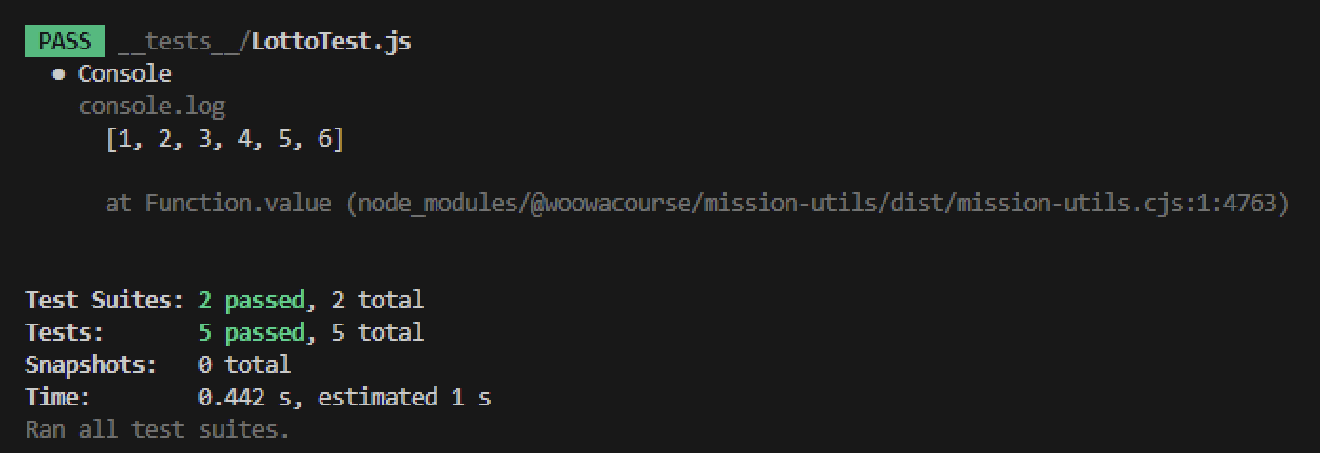 PASS __tests__/LottoTest.js
● Console
console.log
[1, 2, 3, 4, 5, 6]
at Function.value (node_modules/@woowacourse/mission-utils/dist/mission-utils.cjs:1:4763)
Test Suites: 2 passed, 2 total
Tests: 5 passed, 5 total
Snapshots: 0 total
Time: 0.442 s, estimated 1 s
Ran all test suites.